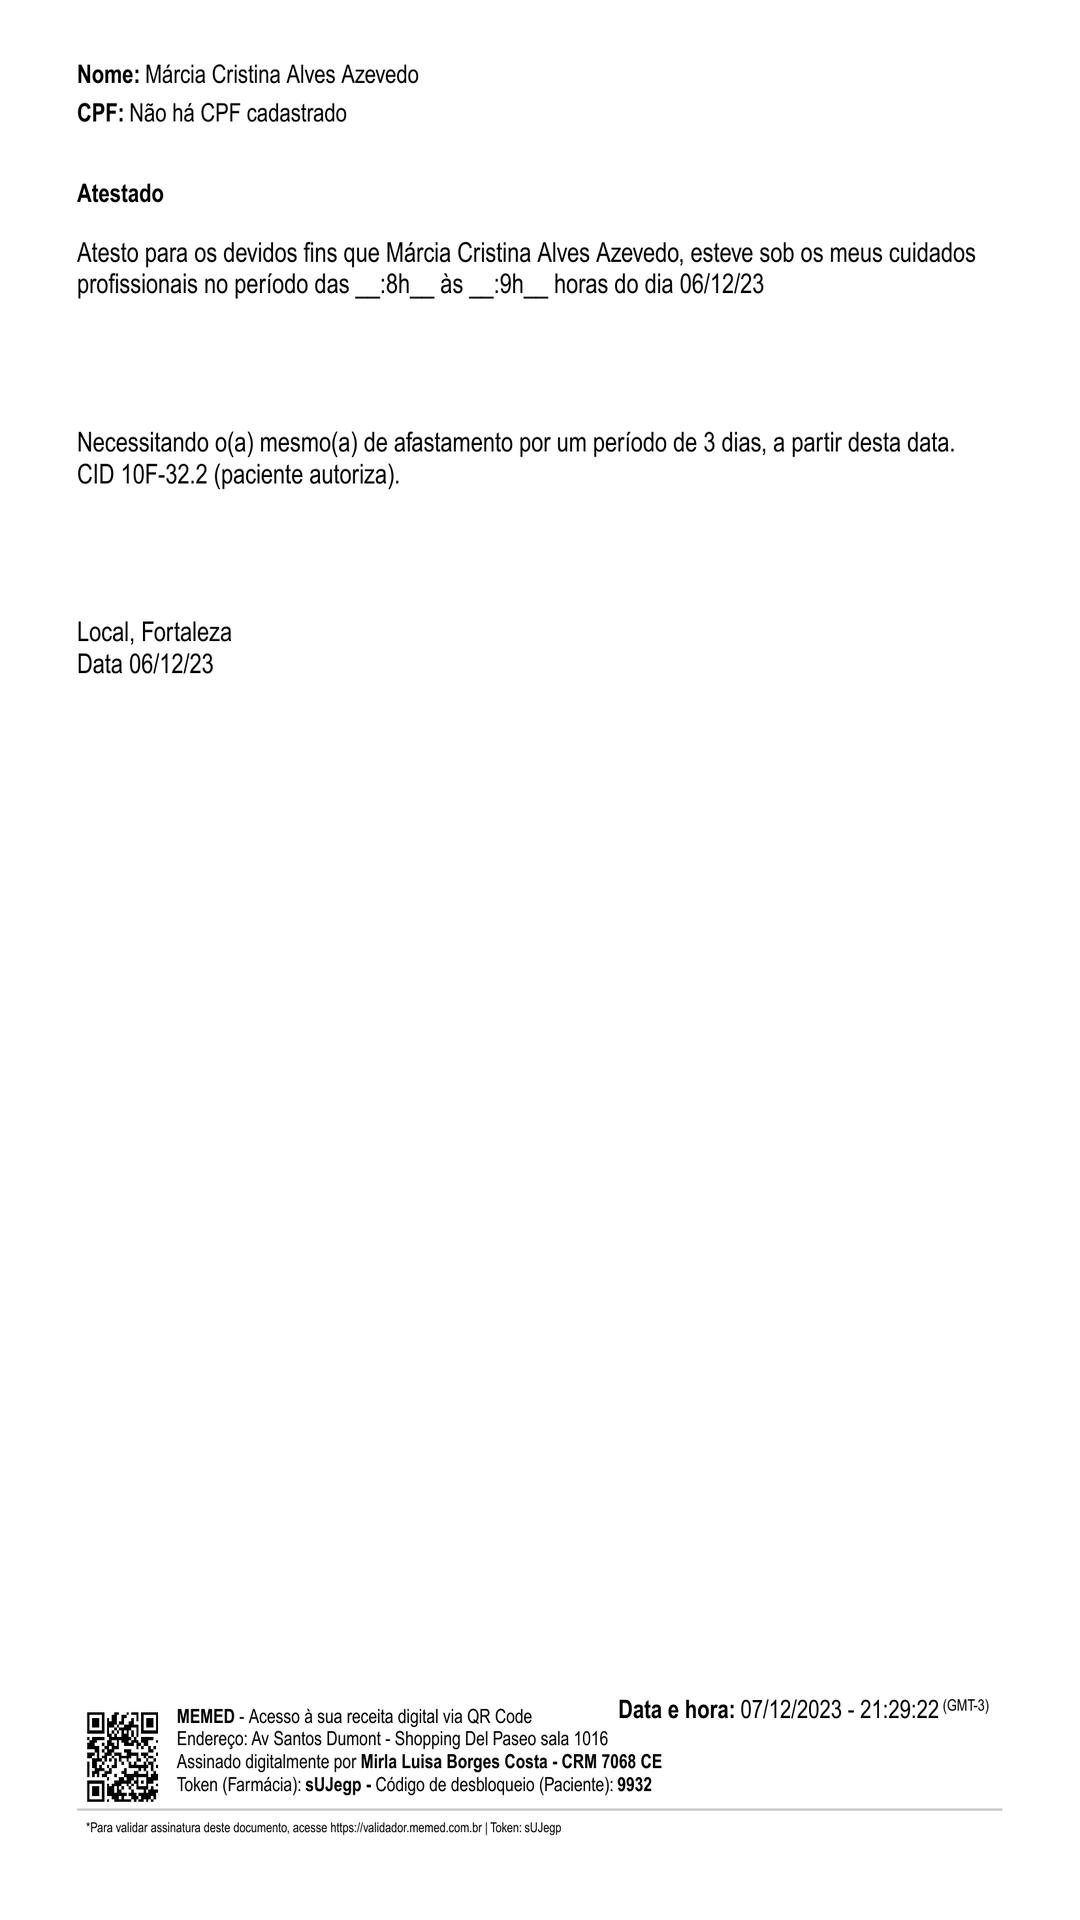 Nome: Márcia Cristina Alves Azevedo
CPF: Não há CPF cadastrado
Atestado
Atesto para os devidos fins que Márcia Cristina Alves Azevedo, esteve sob os meus cuidados
profissionais no período das __:8h__ às __:9h__ horas do dia 06/12/23
Necessitando o(a) mesmo(a) de afastamento por um período de 3 dias, a partir desta data.
CID 10F-32.2 (paciente autoriza).
Local, Fortaleza
Data 06/12/23
Data e hora: 07/12/2023 - 21:29:22 (GMT-3)
MEMED - Acesso à sua receita digital via QR Code
Endereço: Av Santos Dumont - Shopping Del Paseo sala 1016
Assinado digitalmente por Mirla Luisa Borges Costa - CRM 7068 CE
Token (Farmácia): sUJegp - Código de desbloqueio (Paciente): 9932
*Para validar assinatura deste documento, acesse https://validador.memed.com.br | Token: sUJegp